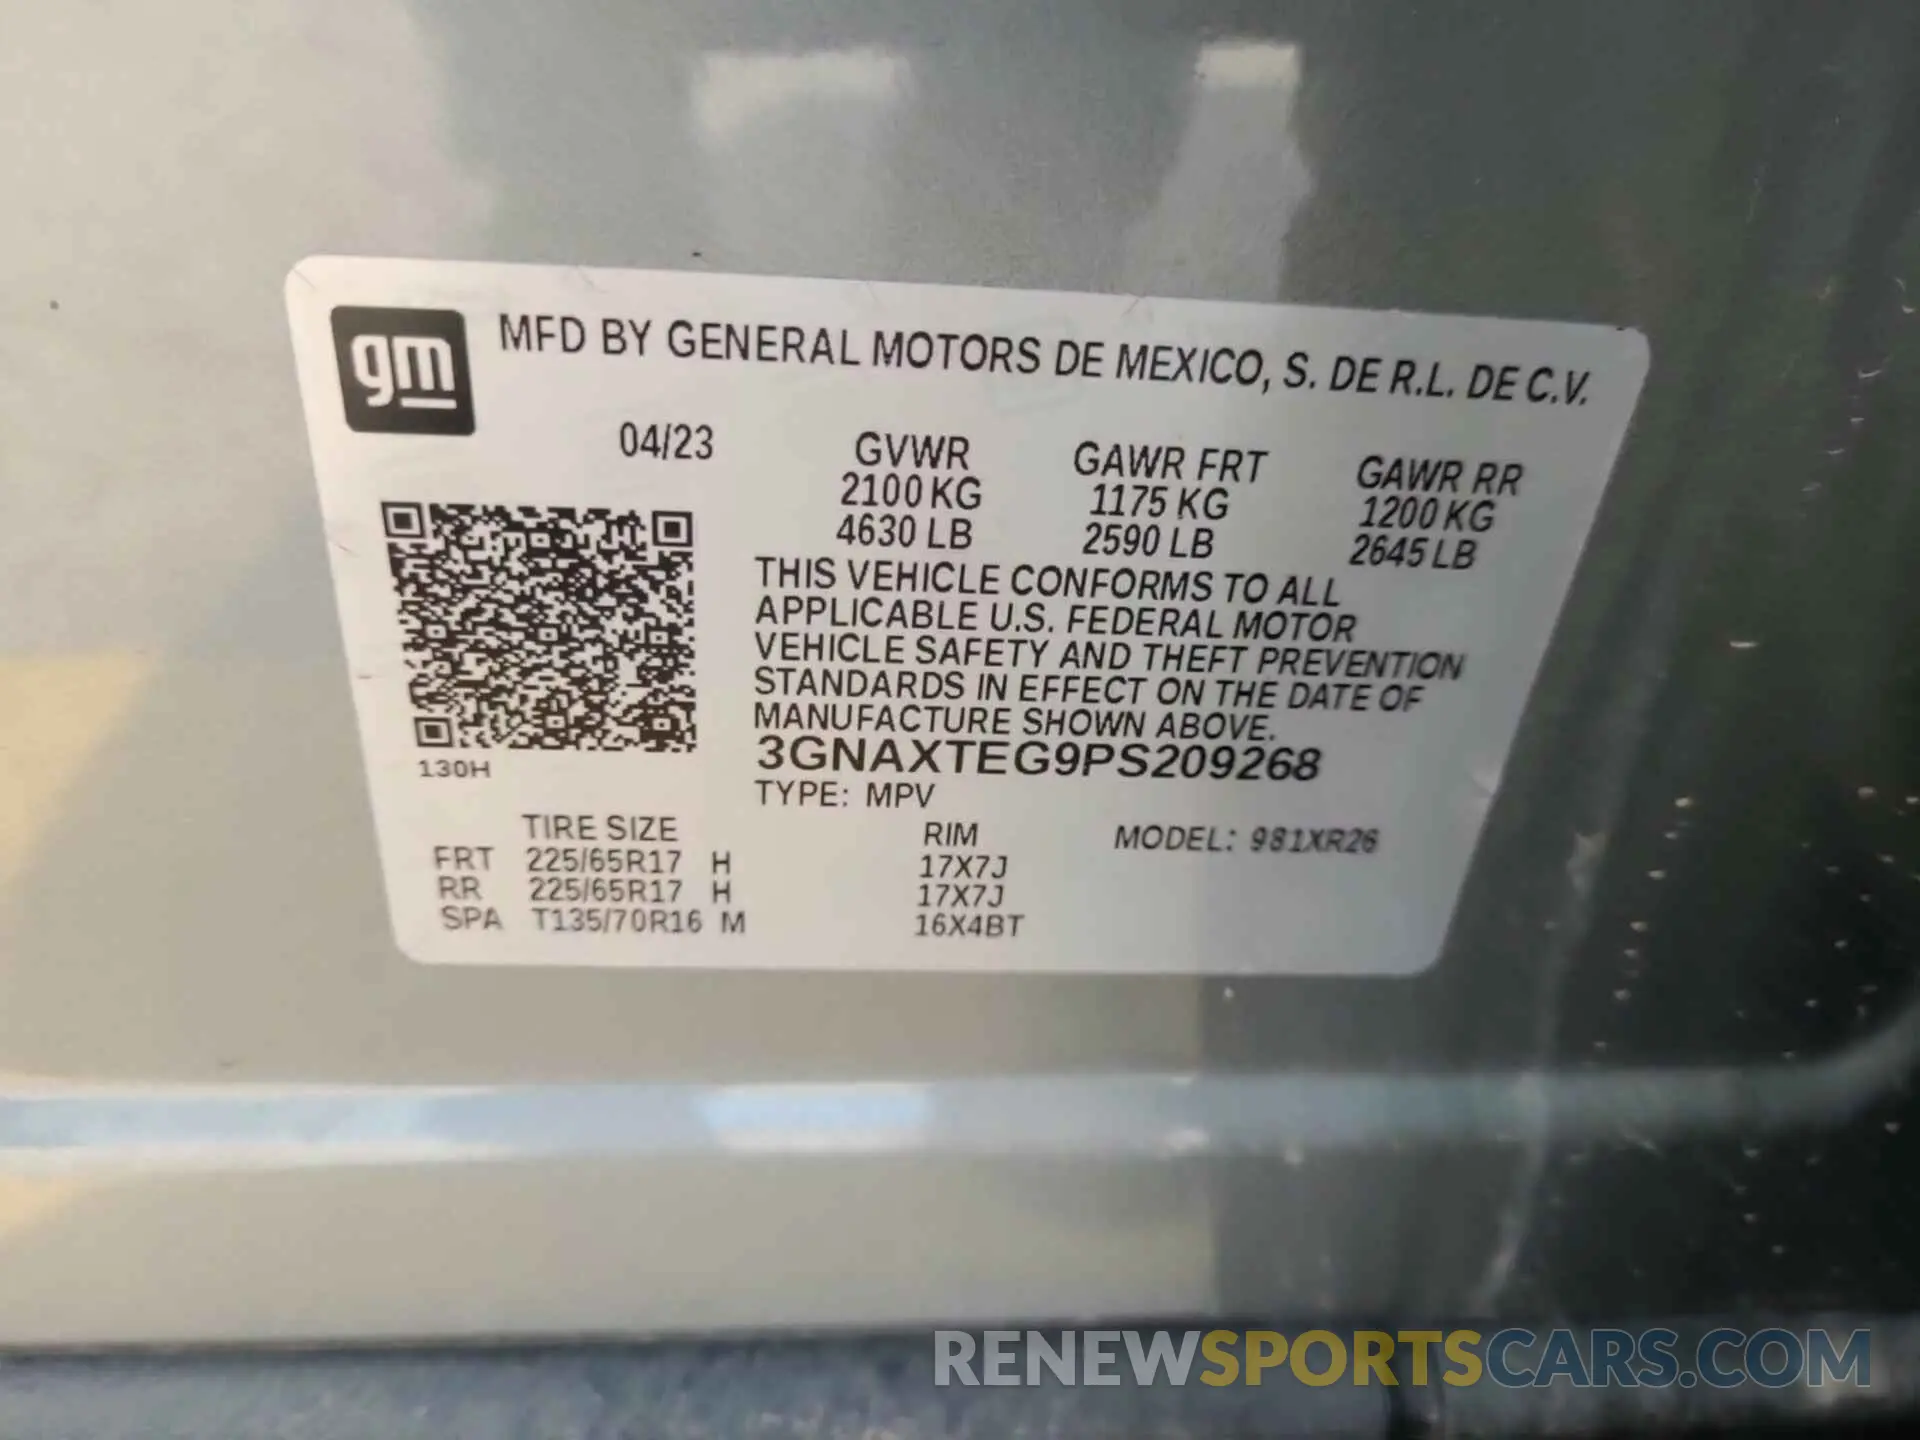 gm
MFD BY GENERAL MOTORS DE MEXICO, S. DE R.L. DE C.V.
04/23
GVWR GAWR FRT GAWR RR
2100 KG 1175 KG 1200 KG
4630 LB 2590 LB 2645 LB
THIS VEHICLE CONFORMS TO ALL
APPLICABLE U.S. FEDERAL MOTOR
VEHICLE SAFETY AND THEFT PREVENTION
STANDARDS IN EFFECT ON THE DATE OF
MANUFACTURE SHOWN ABOVE.
3GNAXTEG9PS209268
130H
TYPE: MPV
TIRE SIZE RIM MODEL: 981XR26
FRT 225/65R17 H 17X7J
RR 225/65R17 H 17X7J
SPA T135/70R16 M 16X4BT
RENEWSPORTSCARS.COM